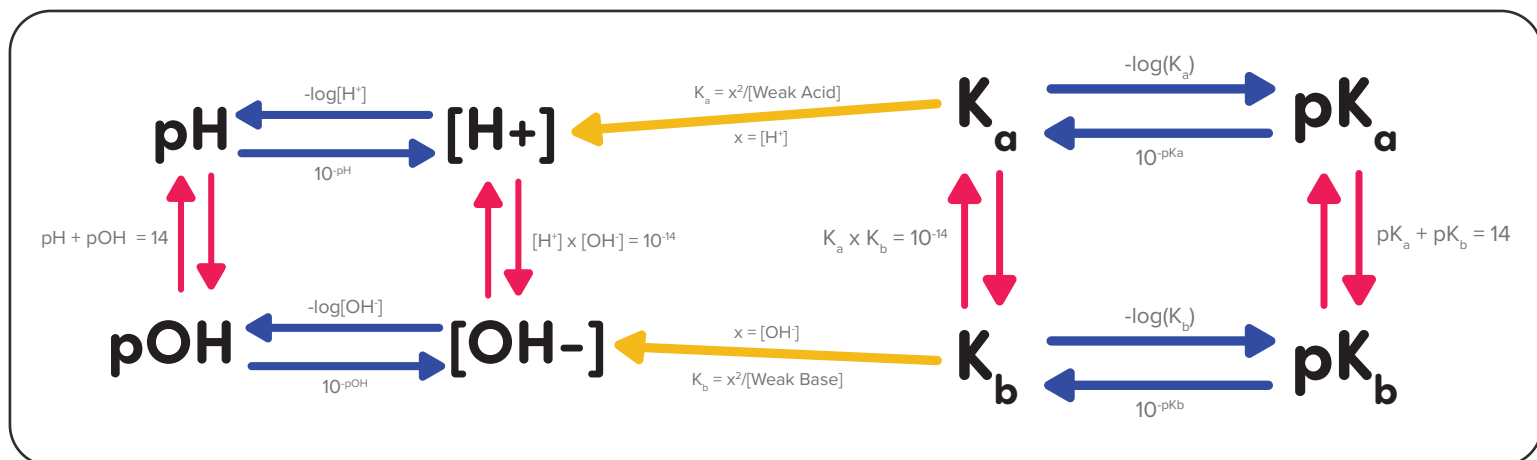 -log(Kₐ)
-log[H⁺]
Kₐ = x²/[Weak Acid]
pH
[H+]
Kₐ
pKₐ
x = [H⁺]
10⁻ᵖᴴ
10⁻ᵖᴷᵃ
pH + pOH = 14
[H⁺] x [OH⁻] = 10⁻¹⁴
Kₐ x K_b = 10⁻¹⁴
pKₐ + pK_b = 14
-log[OH⁻]
-log(K_b)
x = [OH⁻]
pOH
[OH-]
K_b
pK_b
K_b = x²/[Weak Base]
10⁻ᵖᴼᴴ
10⁻ᵖᴷᵇ